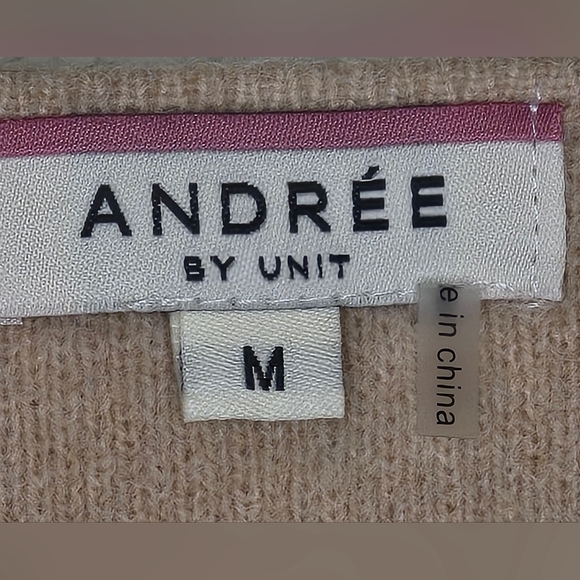 ANDRÉE
BY UNIT
M
e in china